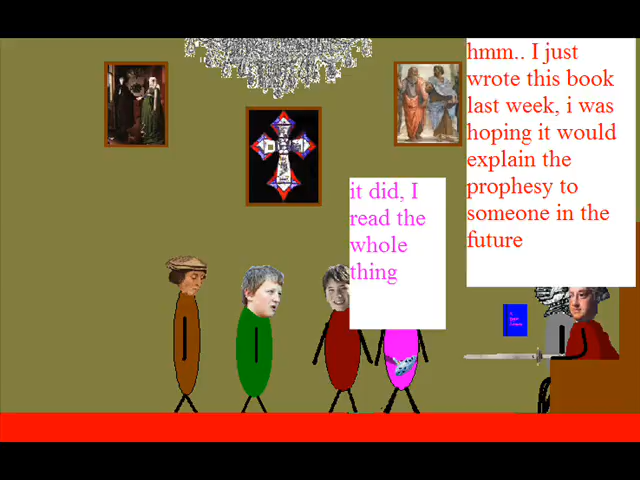 hmm.. I just
wrote this book
last week, i was
hoping it would
explain the
prophesy to
someone in the
future
it did, I
read the
whole
thing